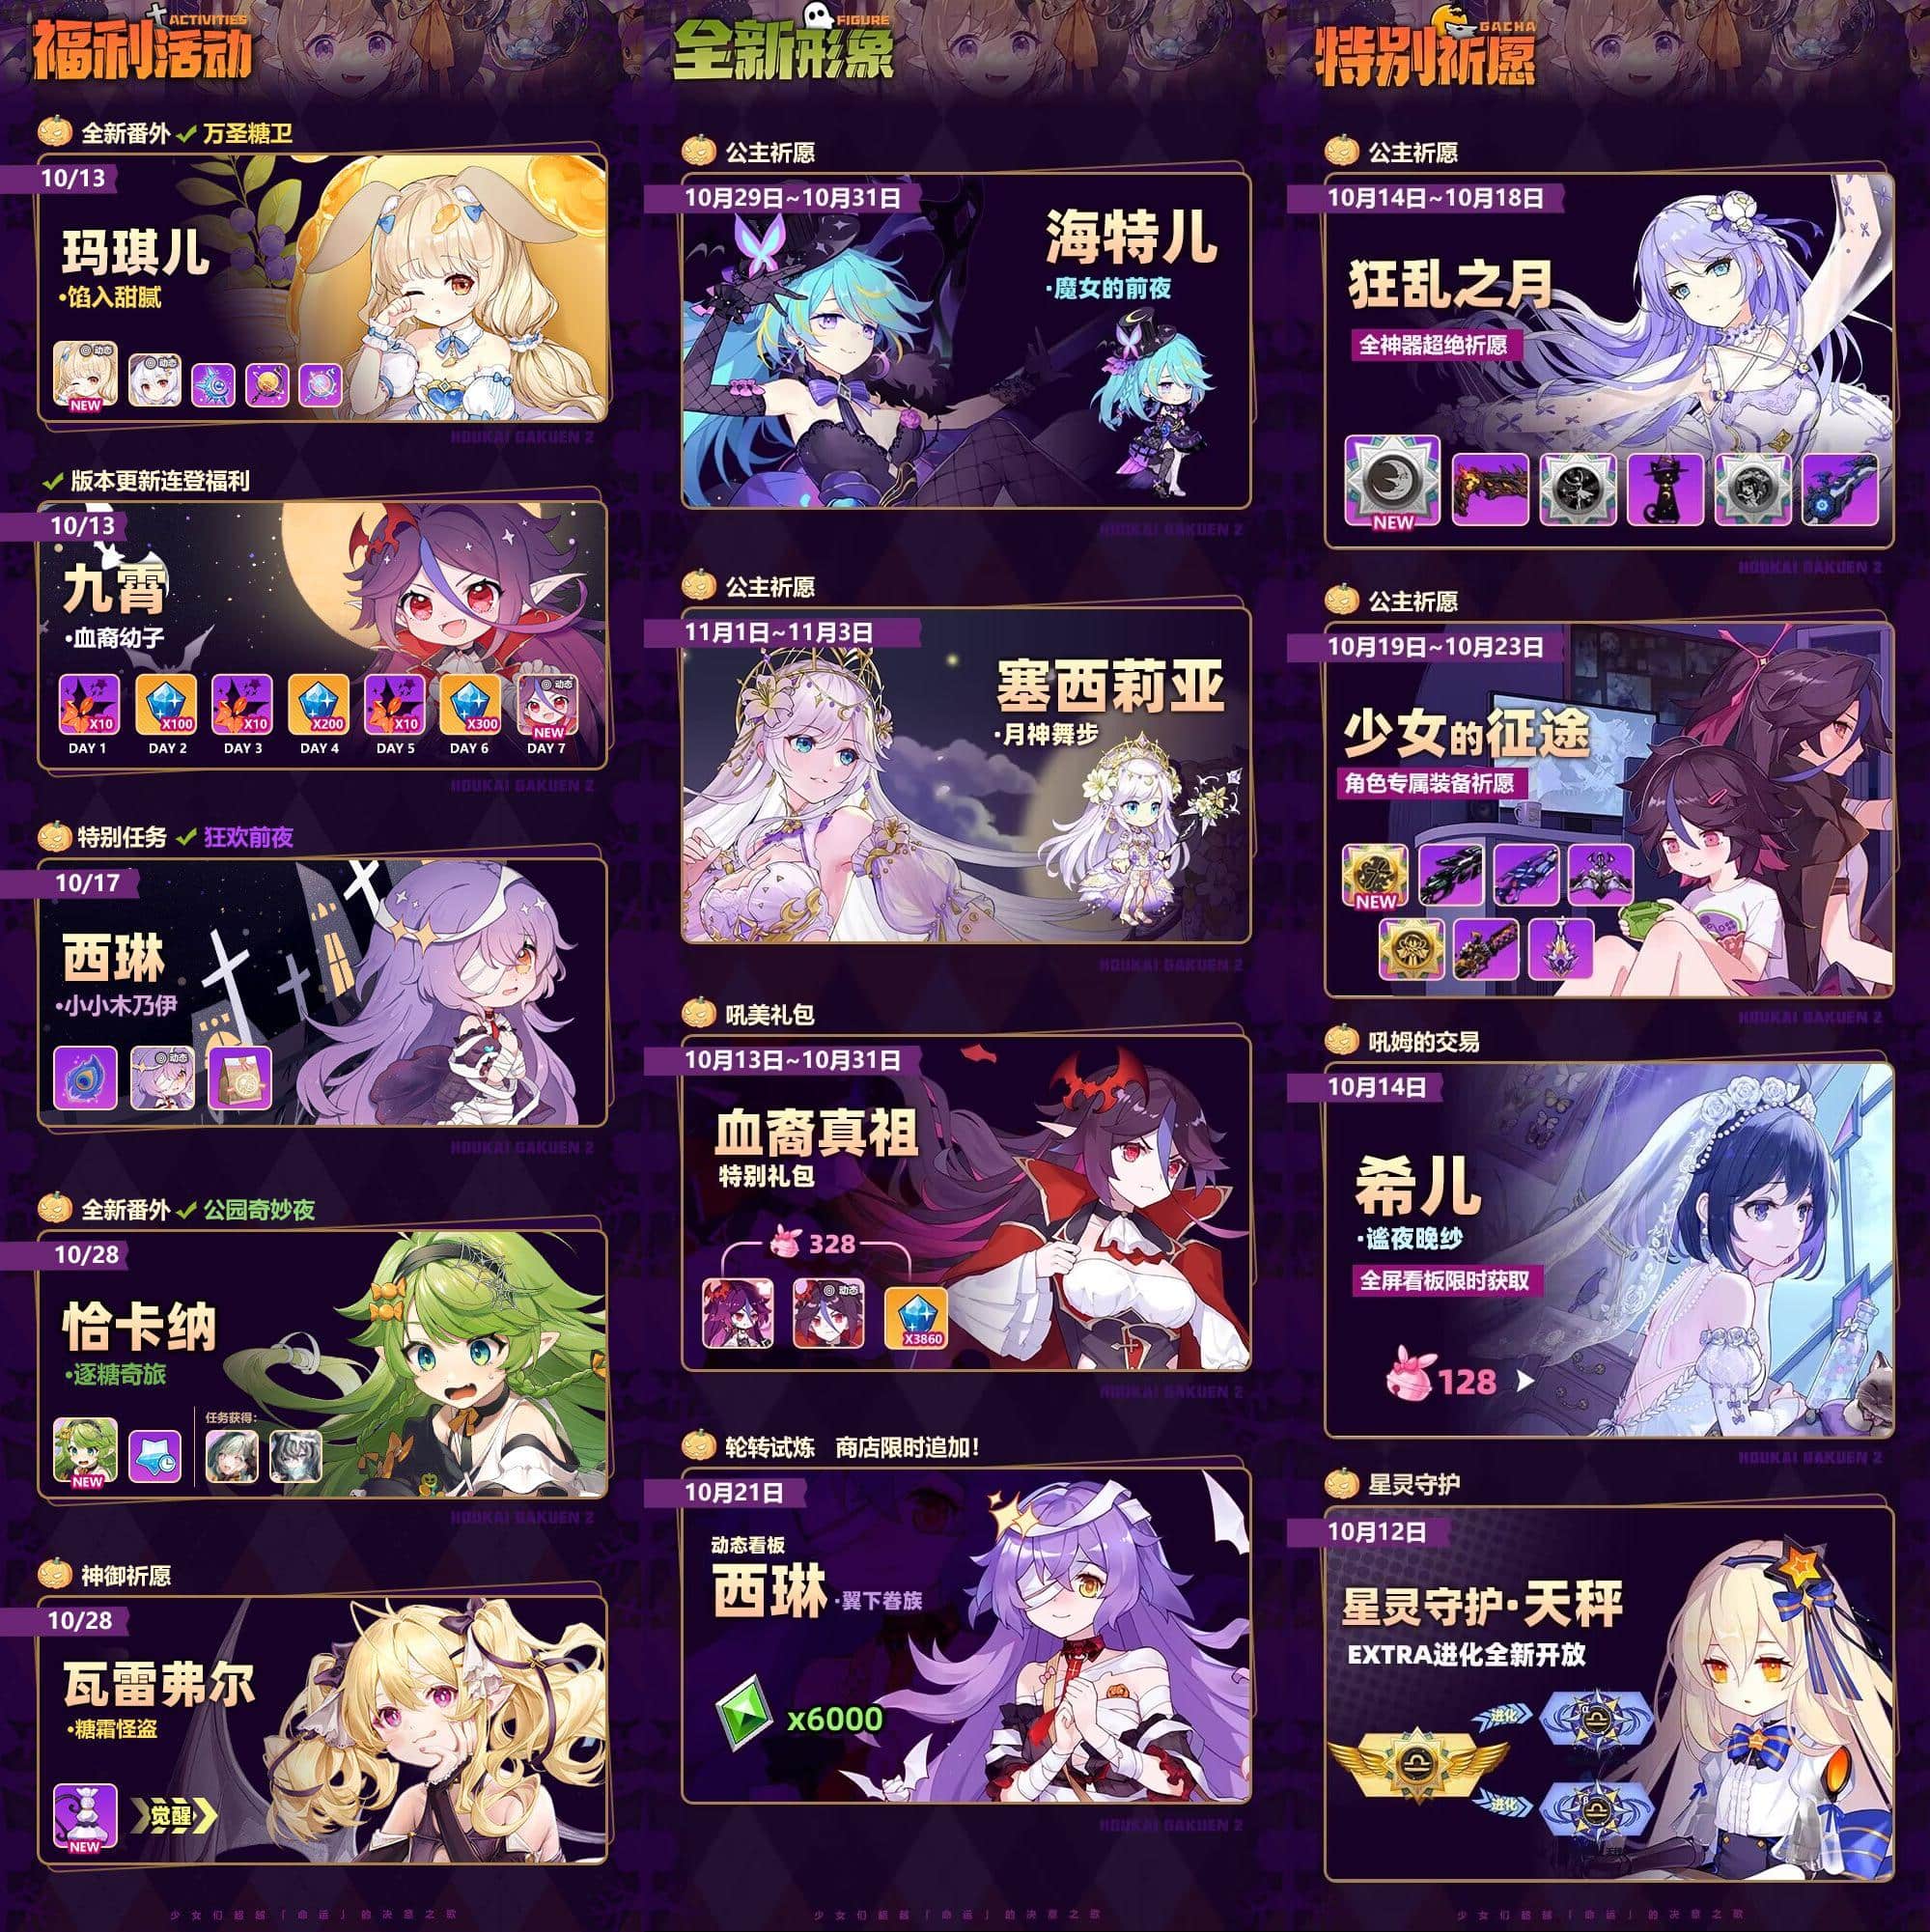 福利活动
ACTIVITIES
全新番外 万圣糖卫
10/13
玛琪儿
·馅入甜腻
动态
动态
NEW
HOUKAI GAKUEN 2
版本更新连登福利
10/13
九霄
·血裔幼子
动态
X10 X100 X10 X200 X10 X300 NEW
DAY 1 DAY 2 DAY 3 DAY 4 DAY 5 DAY 6 DAY 7
HOUKAI GAKUEN 2
特别任务 狂欢前夜
10/17
西琳
·小小木乃伊
动态
HOUKAI GAKUEN 2
全新番外 公园奇妙夜
10/28
恰卡纳
·逐糖奇旅
任务获得:
NEW
HOUKAI GAKUEN 2
神御祈愿
10/28
瓦雷弗尔
·糖霜怪盗
觉醒
NEW
少女们超越「命运」的决意之歌
全新形象
FIGURE
公主祈愿
10月29日~10月31日
海特儿
·魔女的前夜
HOUKAI GAKUEN 2
公主祈愿
11月1日~11月3日
塞西莉亚
·月神舞步
HOUKAI GAKUEN 2
吼美礼包
10月13日~10月31日
血裔真祖
特别礼包
328
动态
X3860
HOUKAI GAKUEN 2
轮转试炼 商店限时追加!
10月21日
动态看板
西琳·翼下眷族
x6000
HOUKAI GAKUEN 2
少女们超越「命运」的决意之歌
特别祈愿
GACHA
公主祈愿
10月14日~10月18日
狂乱之月
全神器超绝祈愿
NEW
HOUKAI GAKUEN 2
公主祈愿
10月19日~10月23日
少女的征途
角色专属装备祈愿
NEW
HOUKAI GAKUEN 2
吼姆的交易
10月14日
希儿
·谧夜晚纱
全屏看板限时获取
128
HOUKAI GAKUEN 2
星灵守护
10月12日
星灵守护·天秤
EXTRA进化全新开放
进化
进化
少女们超越「命运」的决意之歌